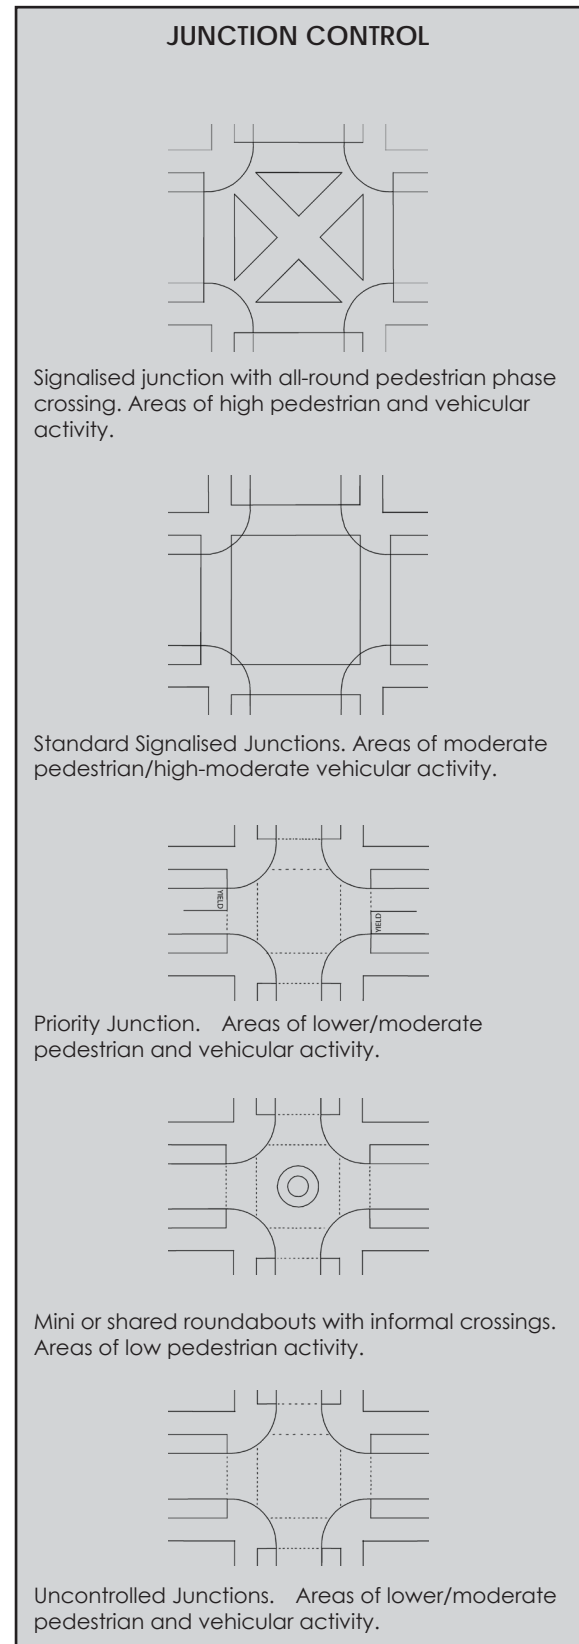 JUNCTION CONTROL
Signalised junction with all-round pedestrian phase
crossing. Areas of high pedestrian and vehicular
activity.
Standard Signalised Junctions. Areas of moderate
pedestrian/high-moderate vehicular activity.
YIELD
YIELD
Priority Junction. Areas of lower/moderate
pedestrian and vehicular activity.
Mini or shared roundabouts with informal crossings.
Areas of low pedestrian activity.
Uncontrolled Junctions. Areas of lower/moderate
pedestrian and vehicular activity.